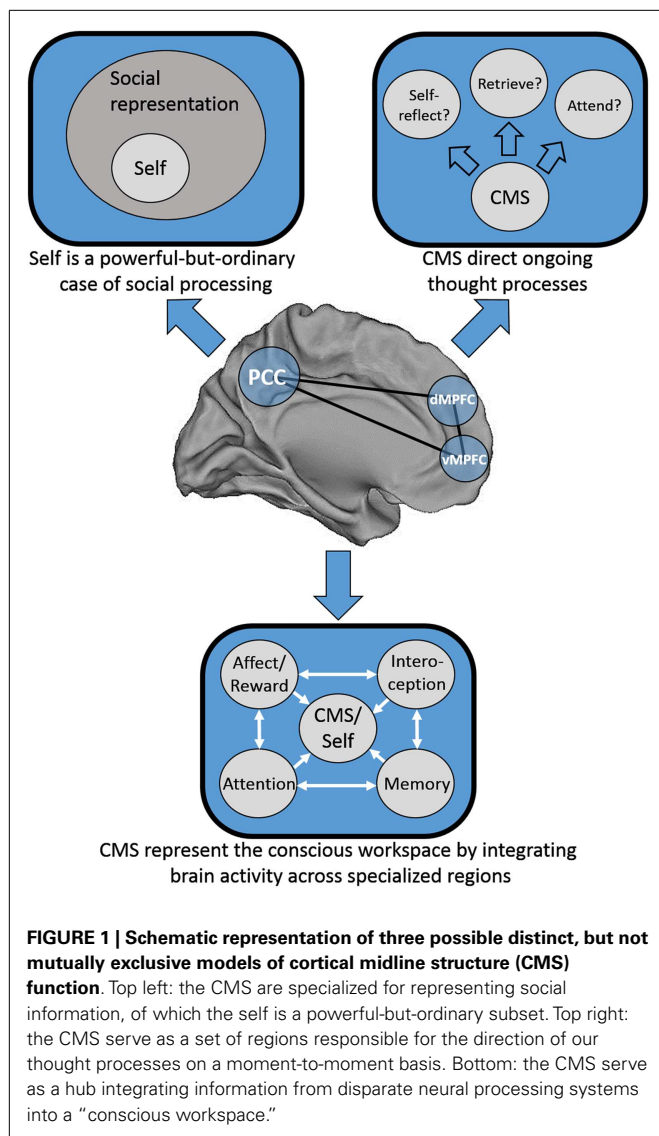 Social
representation
Self
Self is a powerful-but-ordinary
case of social processing
Self-
reflect?
Retrieve?
Attend?
CMS
CMS direct ongoing
thought processes
PCC
dMPFC
vMPFC
Affect/
Reward
Intero-
ception
CMS/
Self
Attention
Memory
CMS represent the conscious workspace by integrating
brain activity across specialized regions
FIGURE 1 | Schematic representation of three possible distinct, but not
mutually exclusive models of cortical midline structure (CMS)
function. Top left: the CMS are specialized for representing social
information, of which the self is a powerful-but-ordinary subset. Top right:
the CMS serve as a set of regions responsible for the direction of our
thought processes on a moment-to-moment basis. Bottom: the CMS serve
as a hub integrating information from disparate neural processing systems
into a “conscious workspace.”